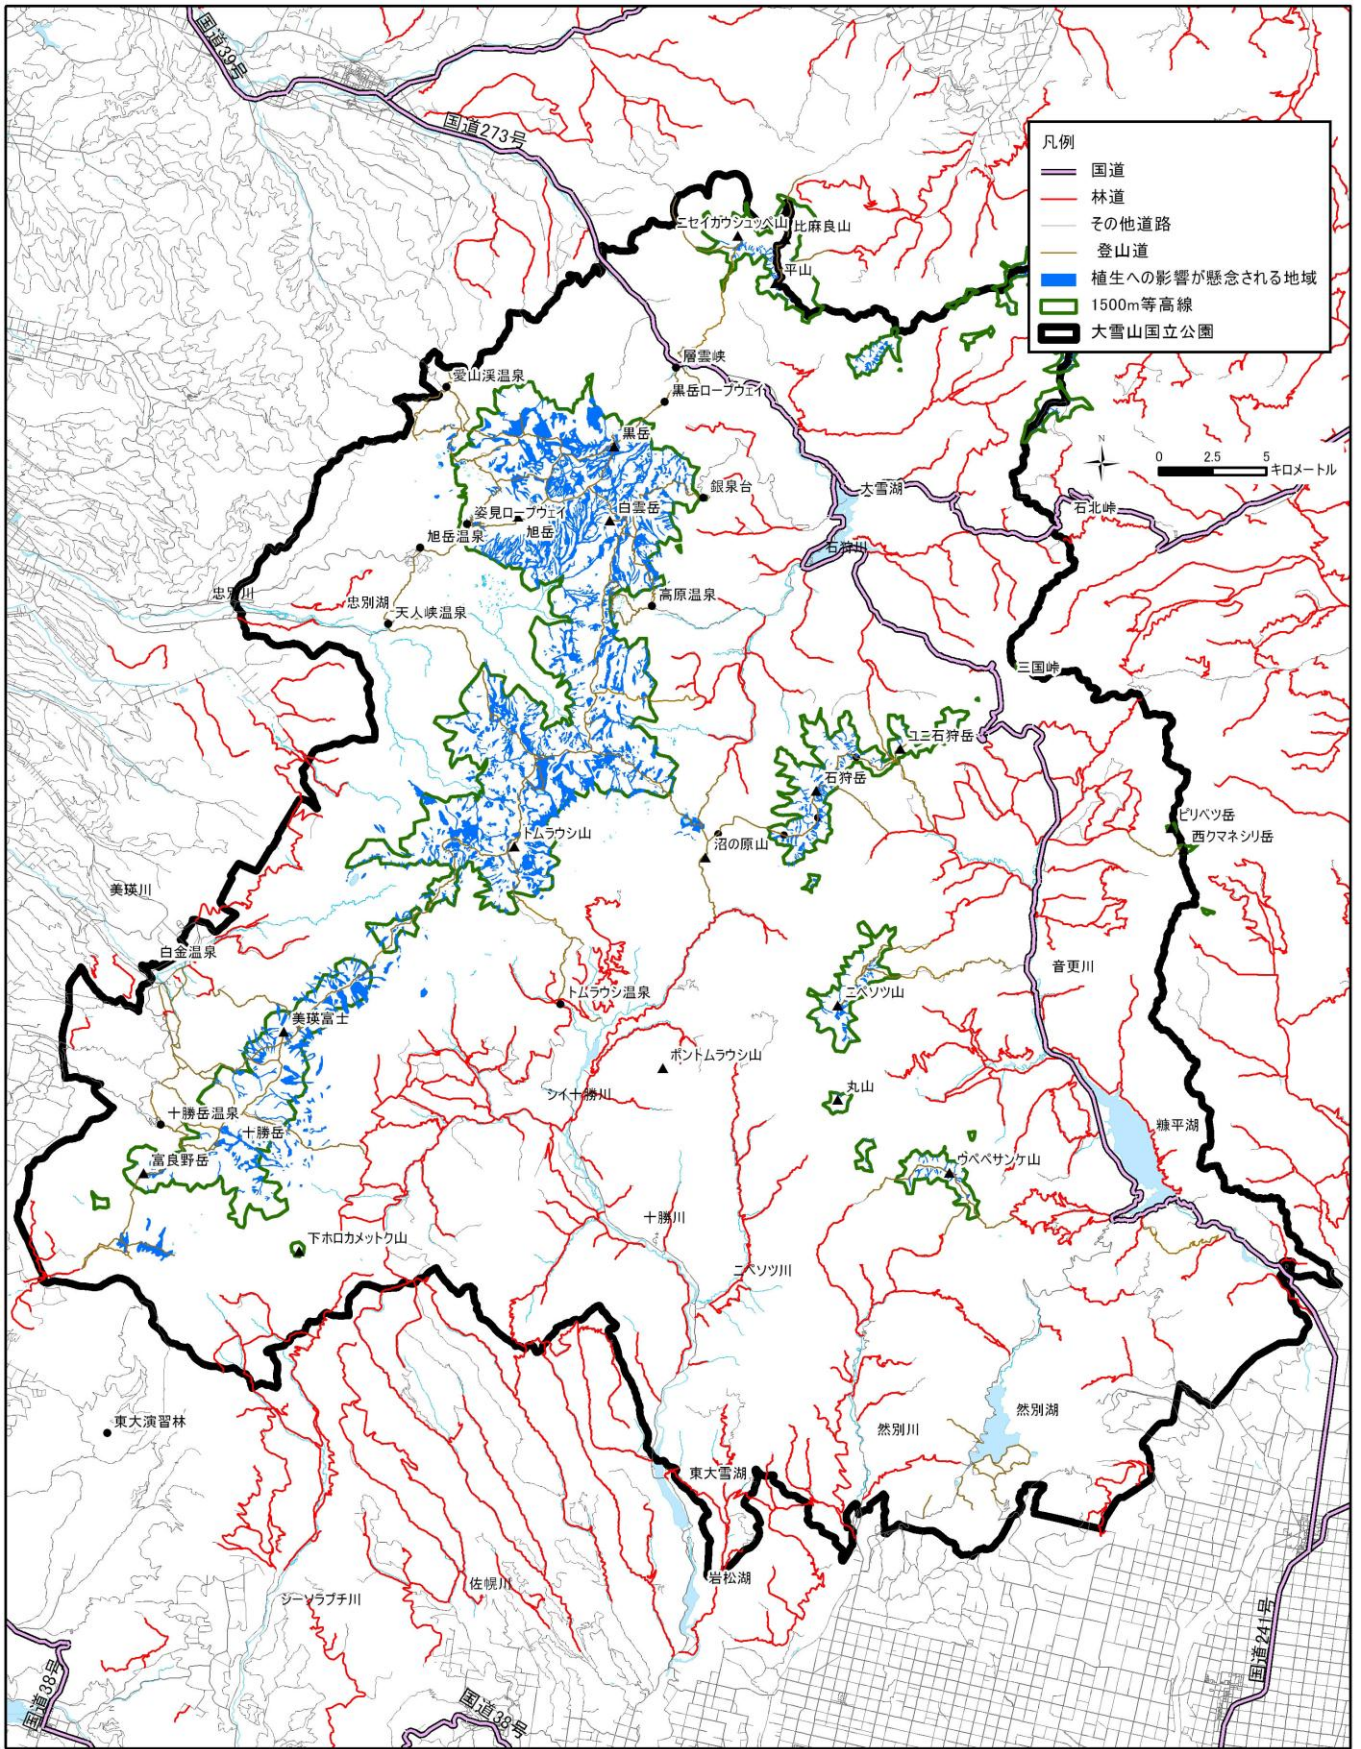 国道39号
国道273号
凡例
国道
林道
その他道路
登山道
植生への影響が懸念される地域
1500m等高線
大雪山国立公園
N
0 2.5 5
キロメートル
ニセイカウシュッペ山
比麻良山
平山
層雲峡
黒岳ロープウェイ
愛山渓温泉
黒岳
銀泉台
大雪湖
石北峠
姿見ロープウェイ
白雲岳
旭岳
旭岳温泉
石狩川
忠別川
忠別湖
高原温泉
天人峡温泉
三国峠
ユニ石狩岳
石狩岳
ピリベツ岳
西クマネシリ岳
トムラウシ山
沼の原山
美瑛川
白金温泉
音更川
トムラウシ温泉
ニペソツ山
美瑛富士
ポントムラウシ山
シイ十勝川
丸山
十勝岳温泉
十勝岳
糠平湖
富良野岳
ウペペサンケ山
十勝川
下ホロカメットク山
ニペソツ川
東大演習林
然別湖
然別川
東大雪湖
岩松湖
佐幌川
シーソラプチ川
国道241号
国道38号
国道38号